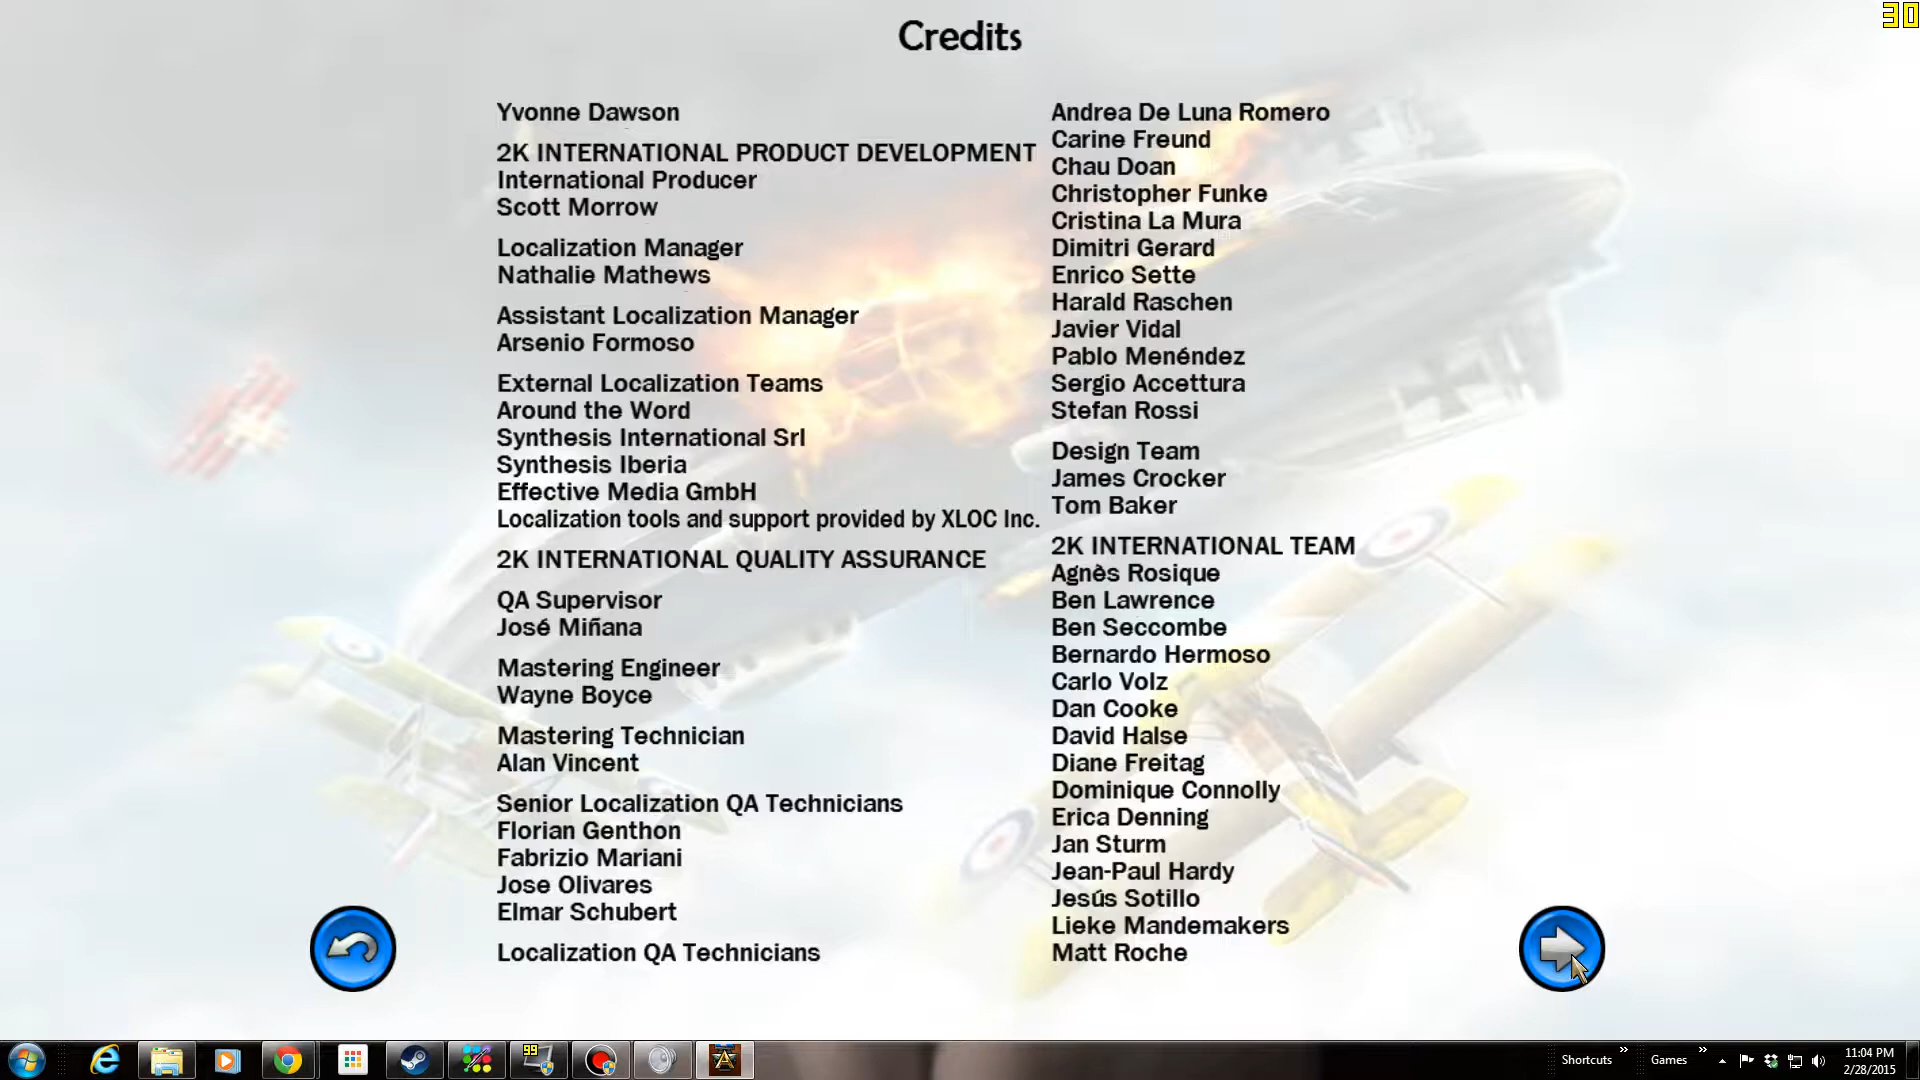 Credits
30
Yvonne Dawson
2K INTERNATIONAL PRODUCT DEVELOPMENT
International Producer
Scott Morrow
Localization Manager
Nathalie Mathews
Assistant Localization Manager
Arsenio Formoso
External Localization Teams
Around the Word
Synthesis International Srl
Synthesis Iberia
Effective Media GmbH
Localization tools and support provided by XLOC Inc.
2K INTERNATIONAL QUALITY ASSURANCE
QA Supervisor
José Miñana
Mastering Engineer
Wayne Boyce
Mastering Technician
Alan Vincent
Senior Localization QA Technicians
Florian Genthon
Fabrizio Mariani
Jose Olivares
Elmar Schubert
Localization QA Technicians
Andrea De Luna Romero
Carine Freund
Chau Doan
Christopher Funke
Cristina La Mura
Dimitri Gerard
Enrico Sette
Harald Raschen
Javier Vidal
Pablo Menéndez
Sergio Accettura
Stefan Rossi
Design Team
James Crocker
Tom Baker
2K INTERNATIONAL TEAM
Agnès Rosique
Ben Lawrence
Ben Seccombe
Bernardo Hermoso
Carlo Volz
Dan Cooke
David Halse
Diane Freitag
Dominique Connolly
Erica Denning
Jan Sturm
Jean-Paul Hardy
Jesús Sotillo
Lieke Mandemakers
Matt Roche
99
Shortcuts »
Games »
11:04 PM
2/28/2015